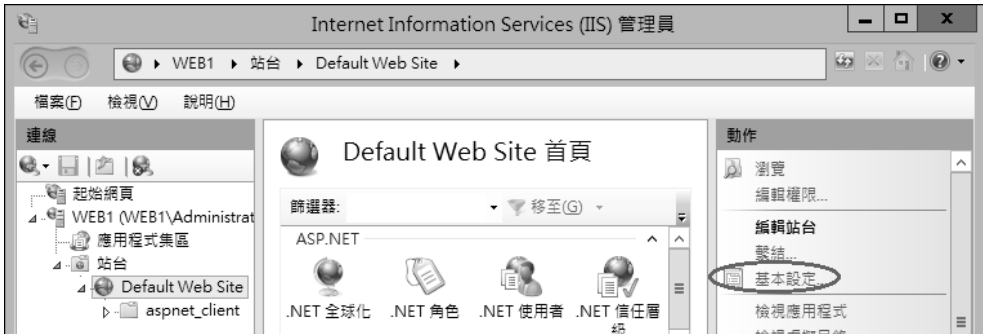 Internet Information Services (IIS) 管理員
WEB1 站台 Default Web Site
檔案(F) 檢視(V) 說明(H)
連線
起始網頁
WEB1 (WEB1\Administrat
應用程式集區
站台
Default Web Site
aspnet_client
Default Web Site 首頁
篩選器: 移至(G)
ASP.NET
.NET 全球化 .NET 角色 .NET 使用者 .NET 信任層
級
動作
瀏覽
編輯權限...
編輯站台
繫結...
基本設定...
檢視應用程式